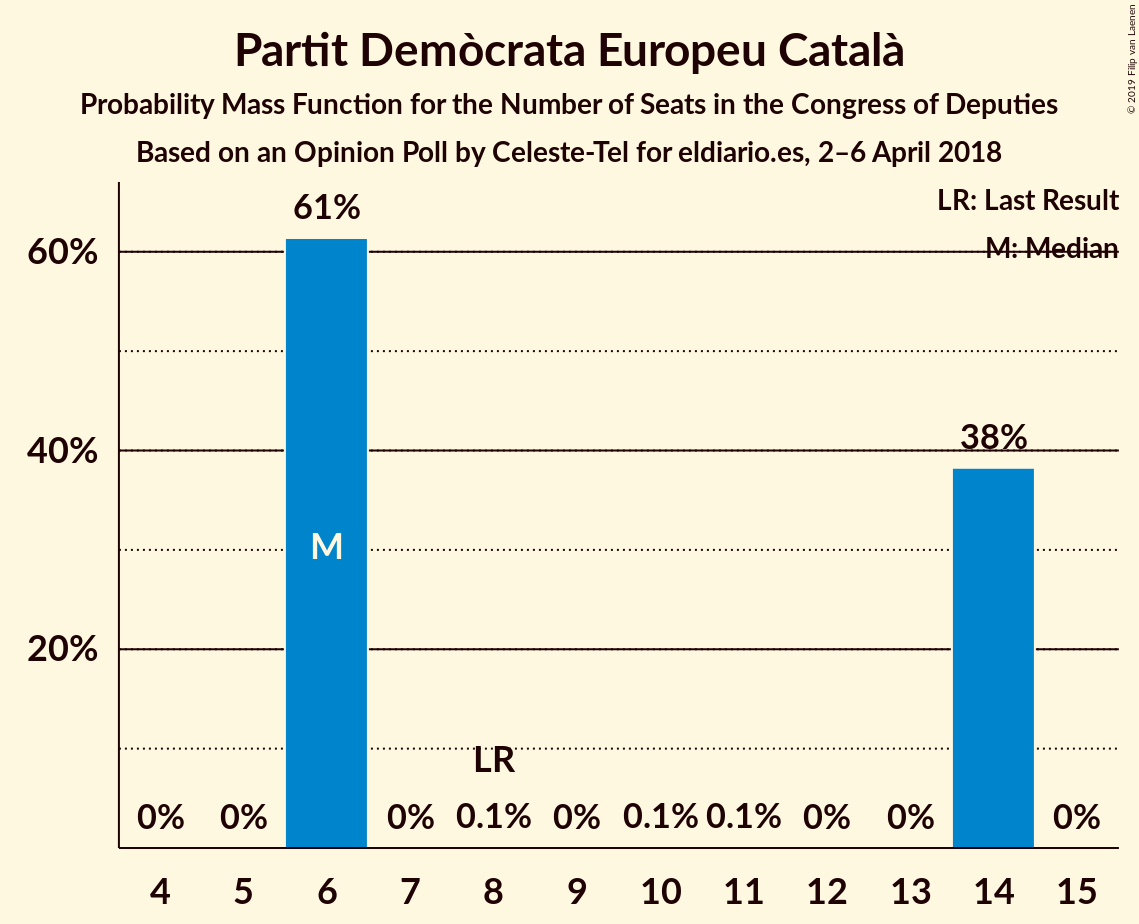 Partit Demòcrata Europeu Català
Probability Mass Function for the Number of Seats in the Congress of Deputies
Based on an Opinion Poll by Celeste-Tel for eldiario.es, 2–6 April 2018
© 2019 Filip van Laenen
LR: Last Result
M: Median
61%
60%
38%
40%
M
20%
LR
0% 0% 0% 0.1% 0% 0.1% 0.1% 0% 0% 0%
4 5 6 7 8 9 10 11 12 13 14 15